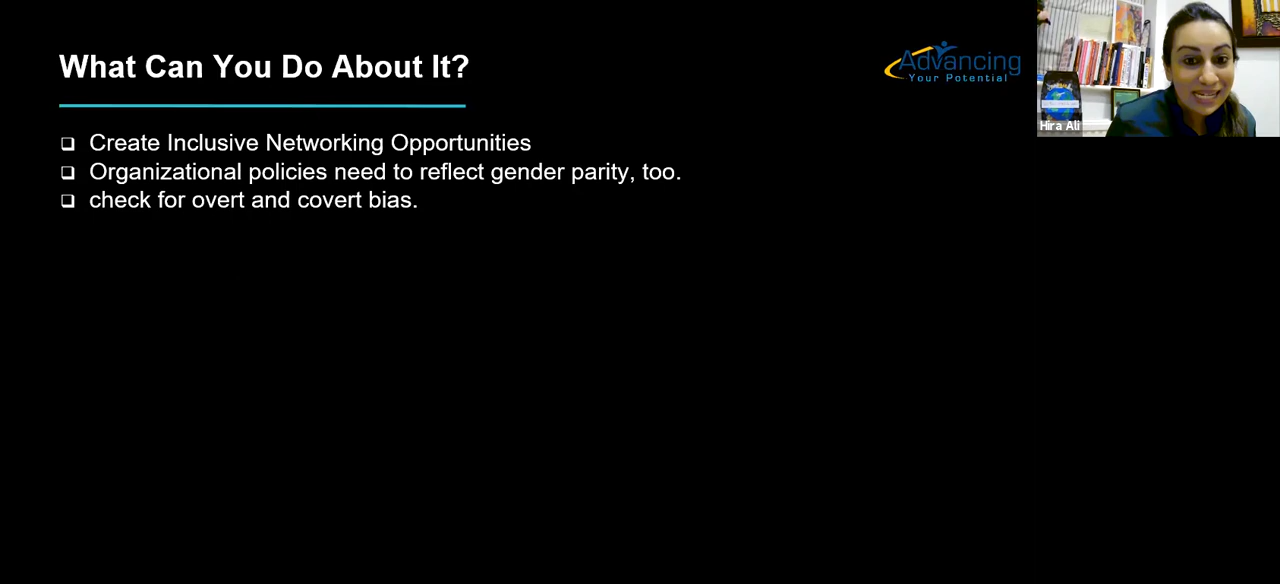 What Can You Do About It?
Advancing
Your Potential
Create Inclusive Networking Opportunities
Organizational policies need to reflect gender parity, too.
check for overt and covert bias.
Hira Ali